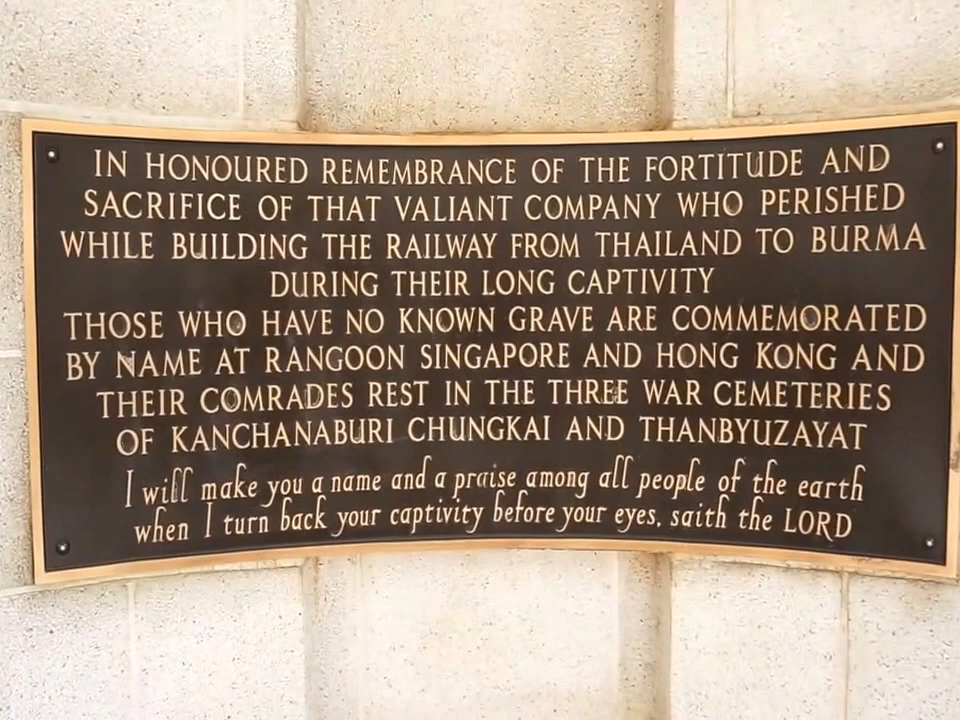 IN HONOURED REMEMBRANCE OF THE FORTITUDE AND
SACRIFICE OF THAT VALIANT COMPANY WHO PERISHED
WHILE BUILDING THE RAILWAY FROM THAILAND TO BURMA
DURING THEIR LONG CAPTIVITY
THOSE WHO HAVE NO KNOWN GRAVE ARE COMMEMORATED
BY NAME AT RANGOON SINGAPORE AND HONG KONG AND
THEIR COMRADES REST IN THE THREE WAR CEMETERIES
OF KANCHANABURI CHUNGKAI AND THANBYUZAYAT
I will make you a name and a praise among all people of the earth
when I turn back your captivity before your eyes, saith the LORD